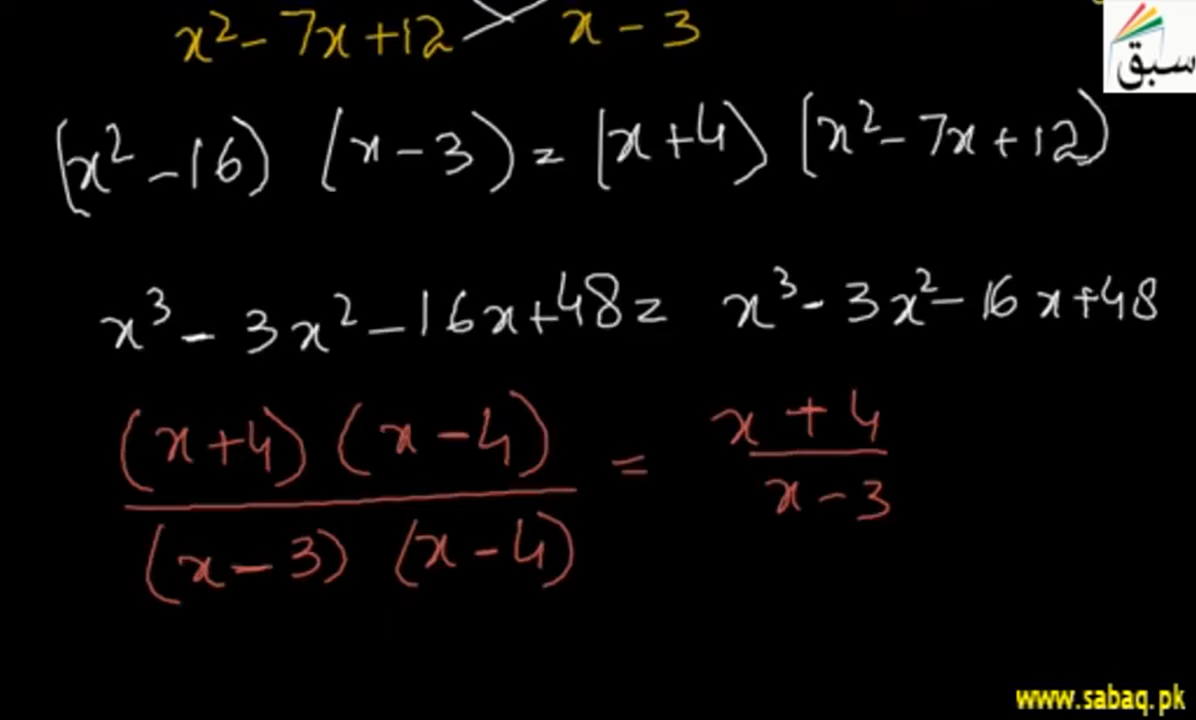 x² - 7x + 12 x - 3
سبق
(x² - 16) (x - 3) = (x + 4) (x² - 7x + 12)
x³ - 3x² - 16x + 48 = x³ - 3x² - 16x + 48
(x + 4) (x - 4) = x + 4
(x - 3) (x - 4) x - 3
www.sabaq.pk